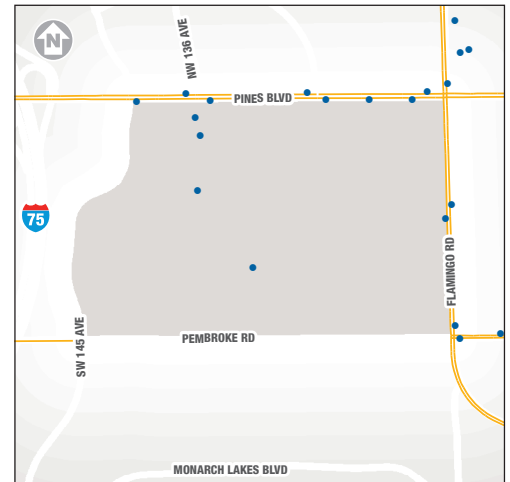 N
NW 136 AVE
PINES BLVD
75
FLAMINGO RD
PEMBROKE RD
SW 145 AVE
MONARCH LAKES BLVD